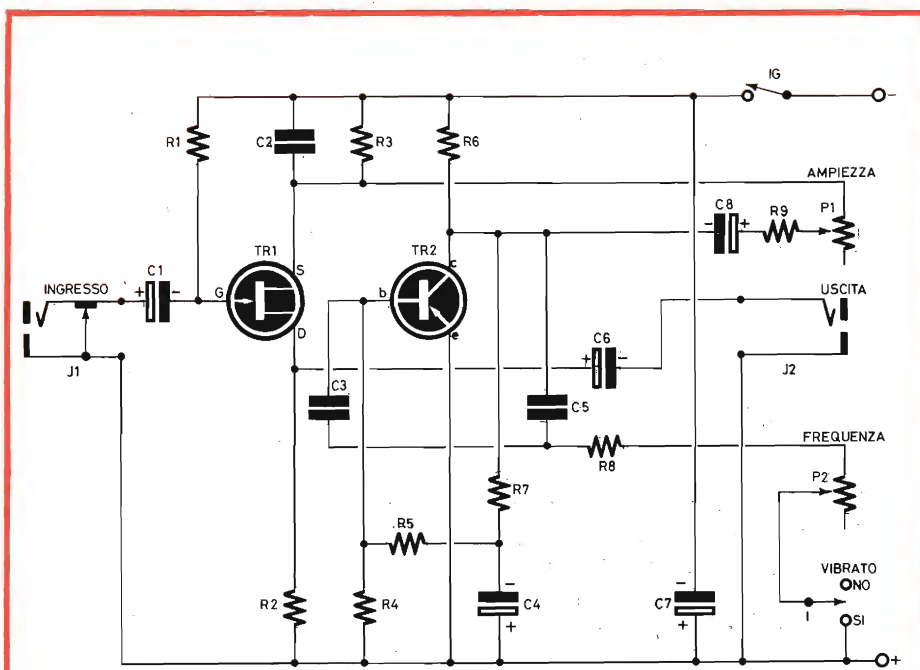 IG
-
R1
C2
R3
R6
AMPIEZZA
C8
R9
P1
- +
TR1
S
TR2
c
INGRESSO
C1
+ -
G
D
b
e
USCITA
J1
C6
+ -
J2
C3
C5
FREQUENZA
R8
P2
R7
R5
VIBRATO
NO
R2
R4
-
C4
+
-
C7
+
I
SI
+